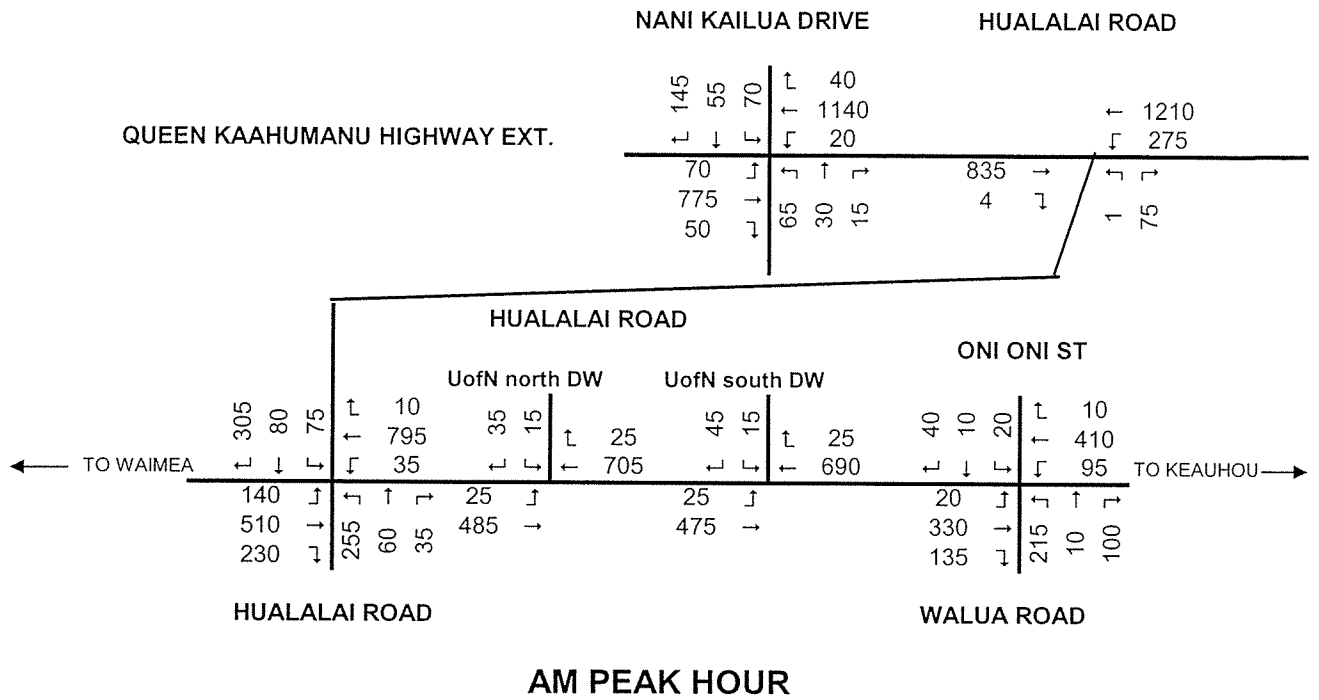 NANI KAILUA DRIVE HUALALAI ROAD
145 55 70 ↰ 40
← 1140 ← 1210
QUEEN KAAHUMANU HIGHWAY EXT.
20 275
70 65 30 15 835 → 1 75
775 → 4
50
HUALALAI ROAD
ONI ONI ST
UofN north DW UofN south DW
305 80 75 10 35 15 25 45 15 25 40 10 20 10
← 795 ← 705 ← 690 ← 410
← TO WAIMEA 35 95 TO KEAUHOU →
140 255 60 35 25 25 20 215 10 100
510 → 485 → 475 → 330 →
230 135
HUALALAI ROAD WALUA ROAD
AM PEAK HOUR